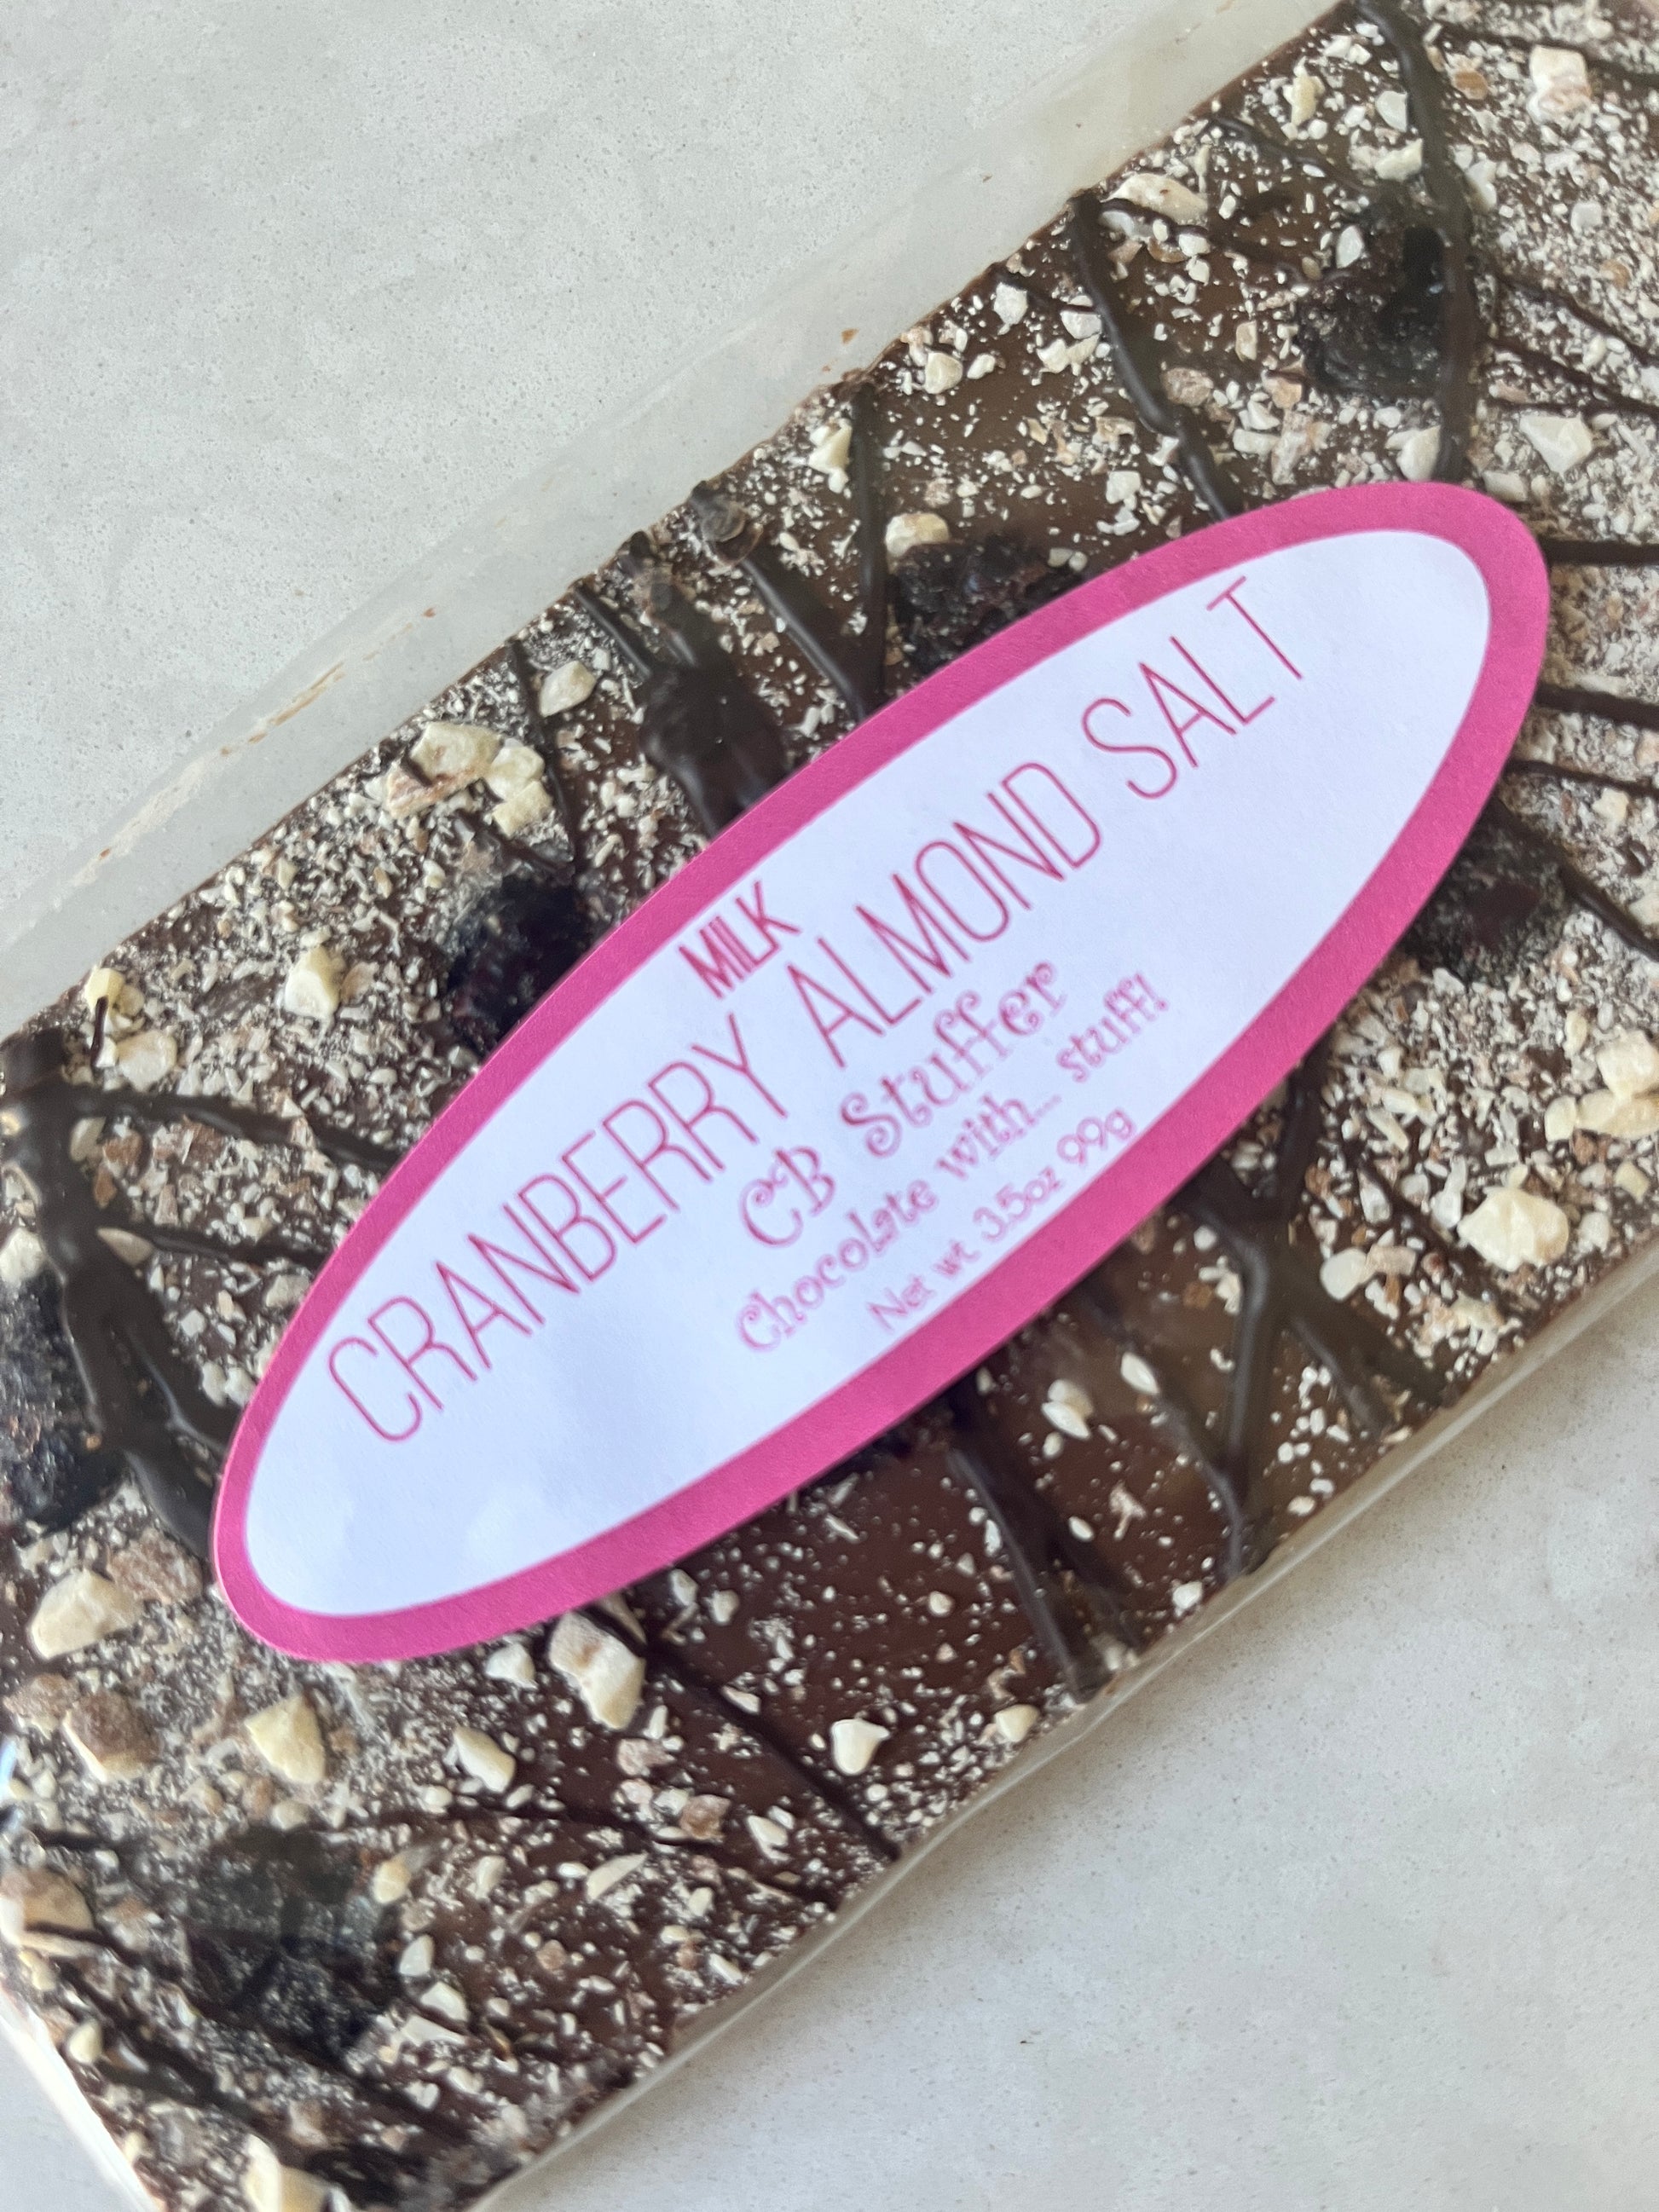 MILK
CRANBERRY ALMOND SALT
CB Stuffer
Chocolate with... stuff!
Net wt 3.5oz 99g